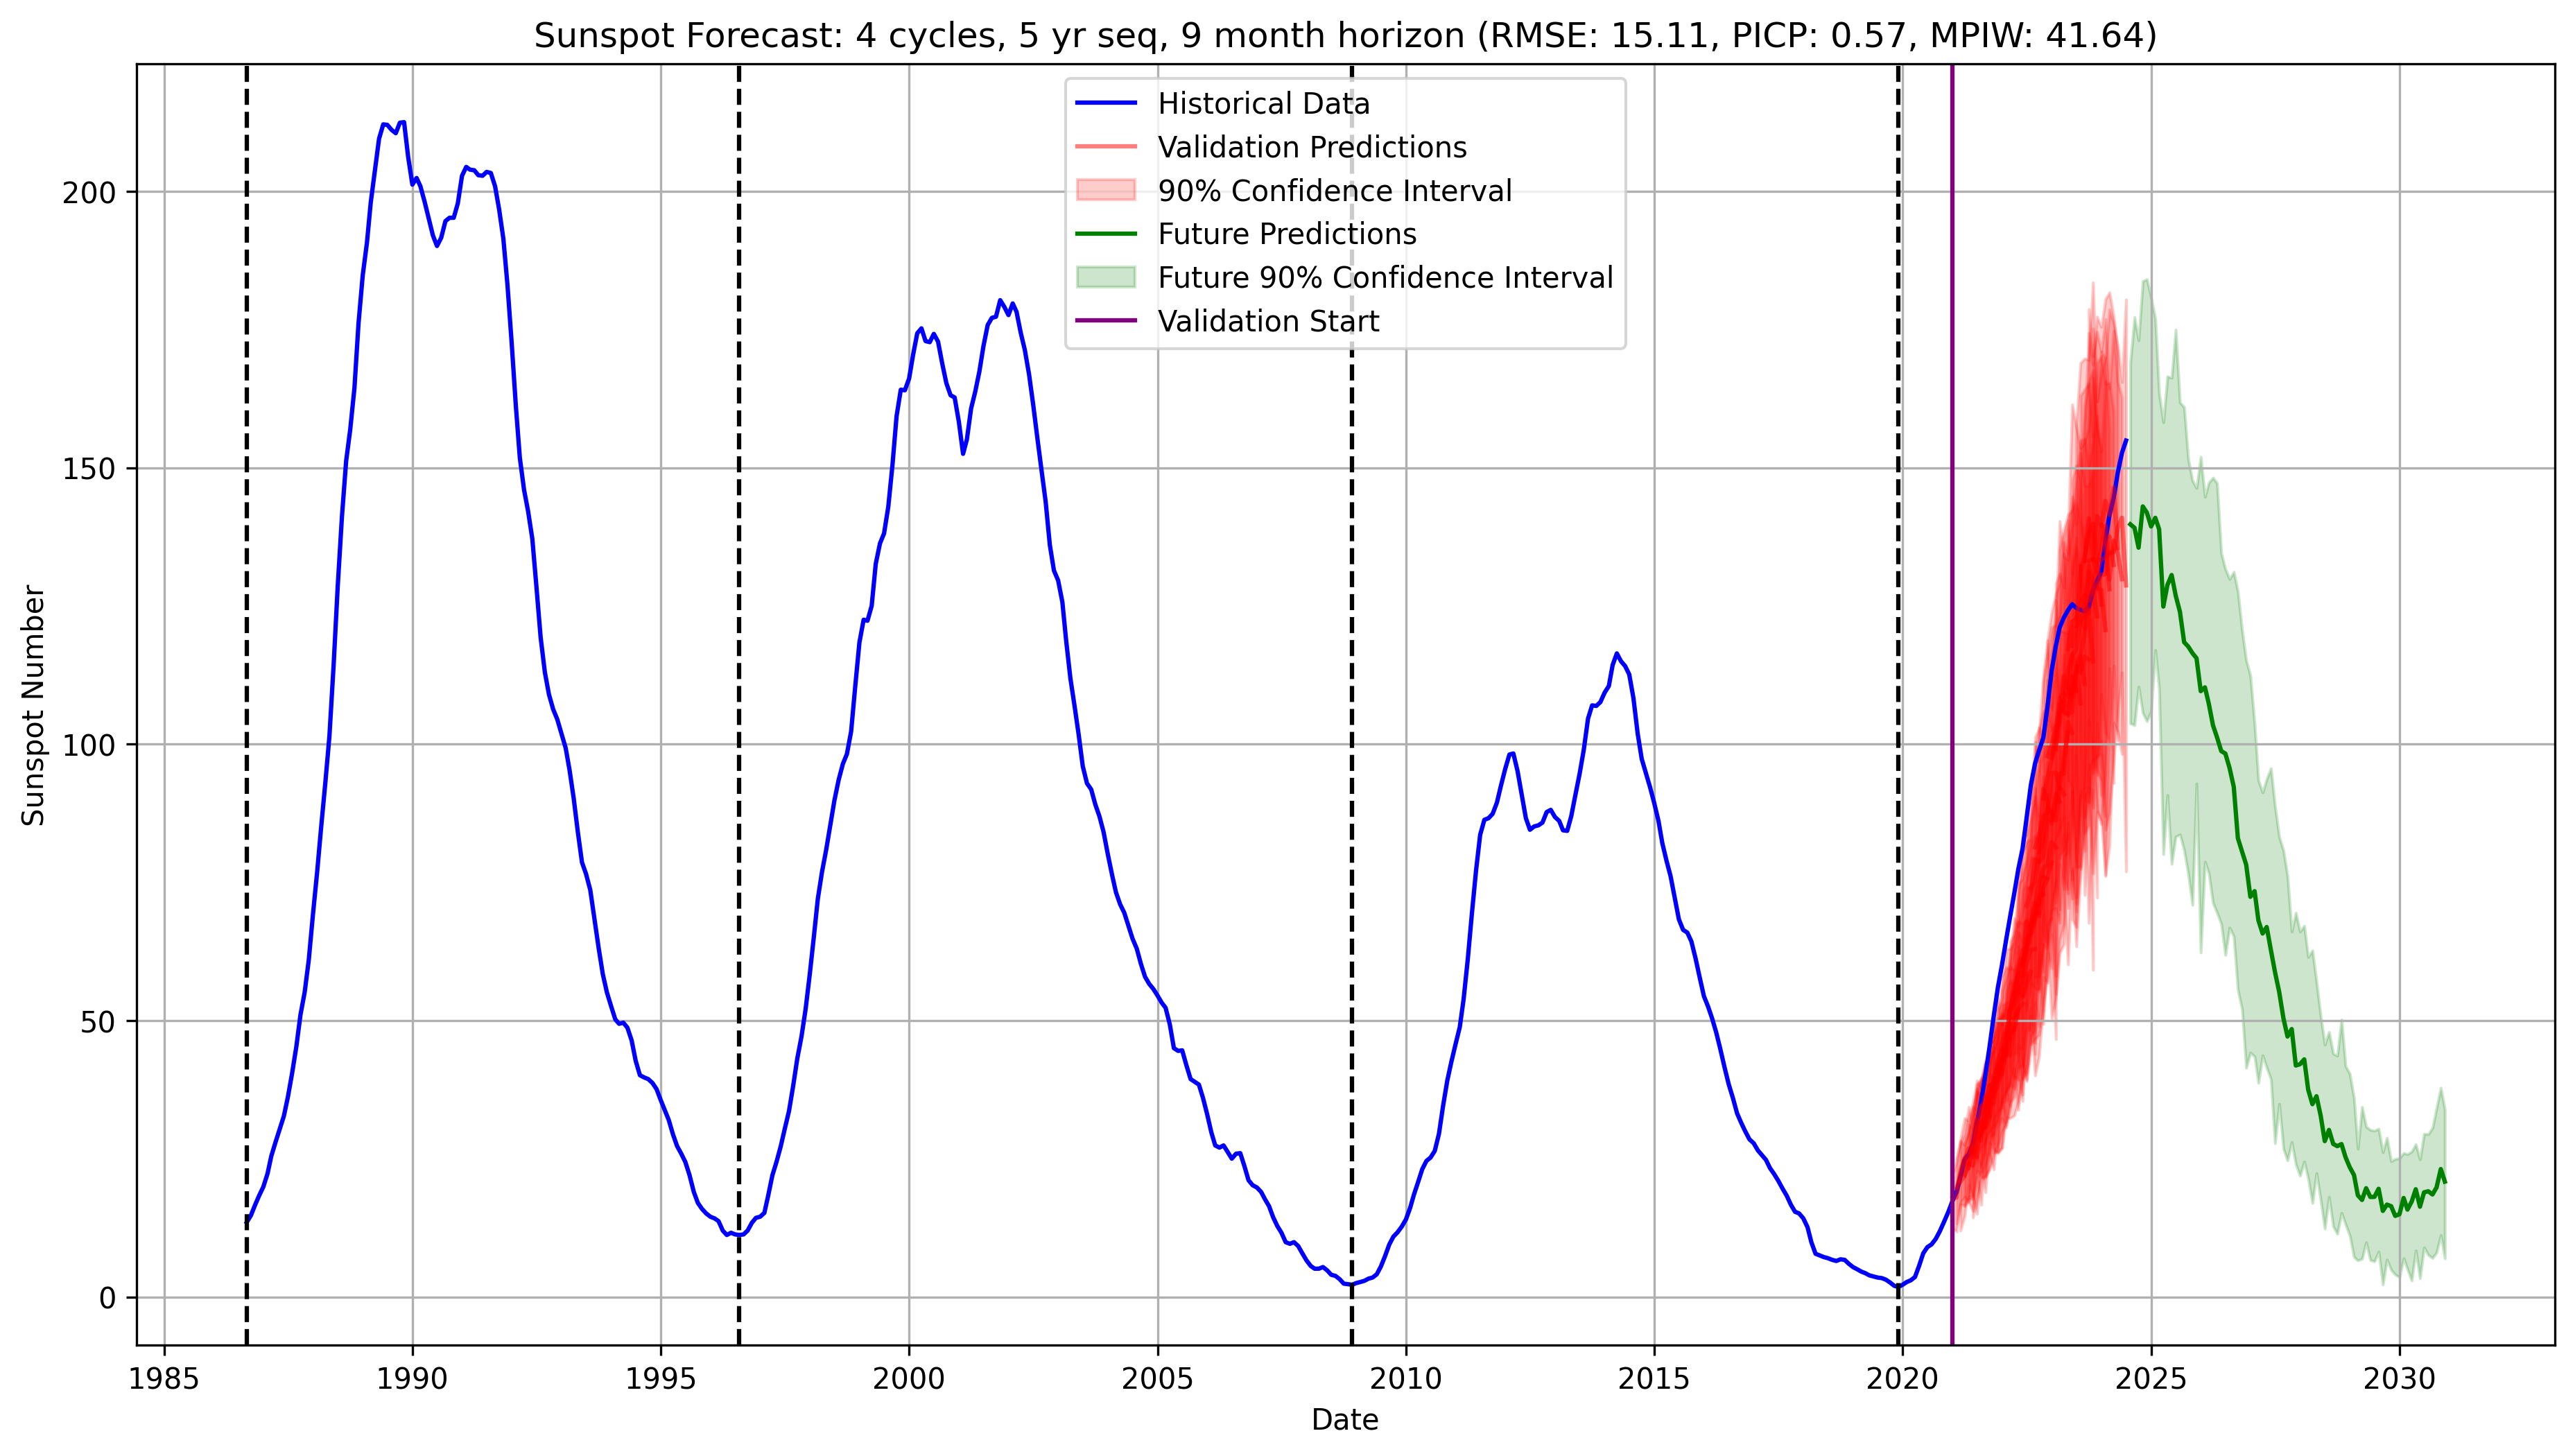 Sunspot Forecast: 4 cycles, 5 yr seq, 9 month horizon (RMSE: 15.11, PICP: 0.57, MPIW: 41.64)
Historical Data
Validation Predictions
90% Confidence Interval
Future Predictions
Future 90% Confidence Interval
Validation Start
Sunspot Number
200
150
100
50
0
1985 1990 1995 2000 2005 2010 2015 2020 2025 2030
Date